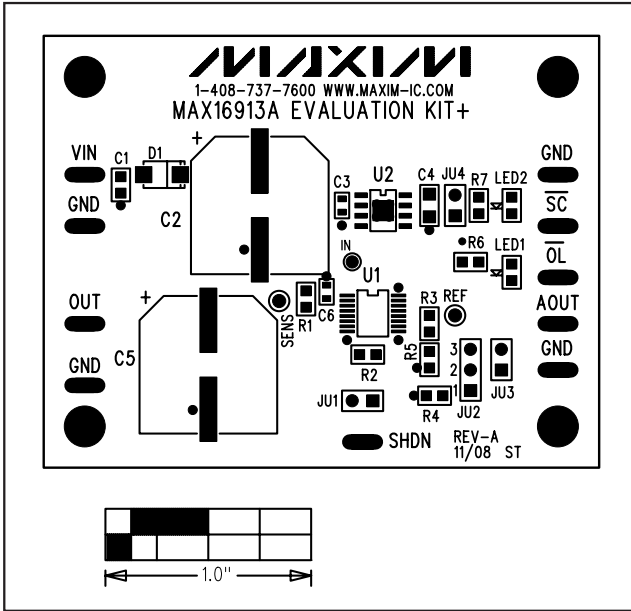 MAXIM
1-408-737-7600 WWW.MAXIM-IC.COM
MAX16913A EVALUATION KIT+
VIN
C1
D1
+
C2
C3
U2
C4
JU4
R7
LED2
GND
GND
SC
IN
R6
LED1
OL
OUT
+
C5
SENS
R1
C6
U1
R3
REF
AOUT
GND
R2
R5
3
2
1
JU2
JU3
GND
JU1
R4
SHDN
REV-A
11/08 ST
1.0"